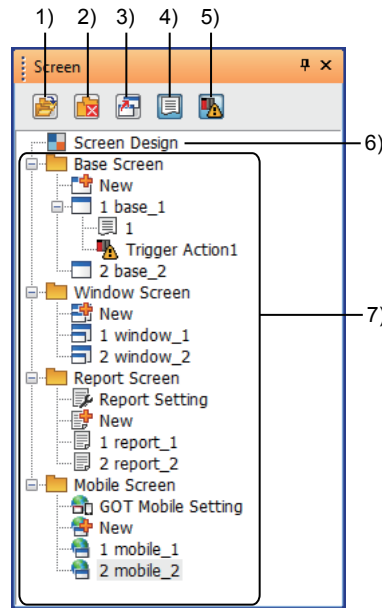 1) 2) 3) 4) 5)
Screen
Screen Design 6)
Base Screen
New
1 base_1
1
Trigger Action1
2 base_2
Window Screen
New
7)
1 window_1
2 window_2
Report Screen
Report Setting
New
1 report_1
2 report_2
Mobile Screen
GOT Mobile Setting
New
1 mobile_1
2 mobile_2